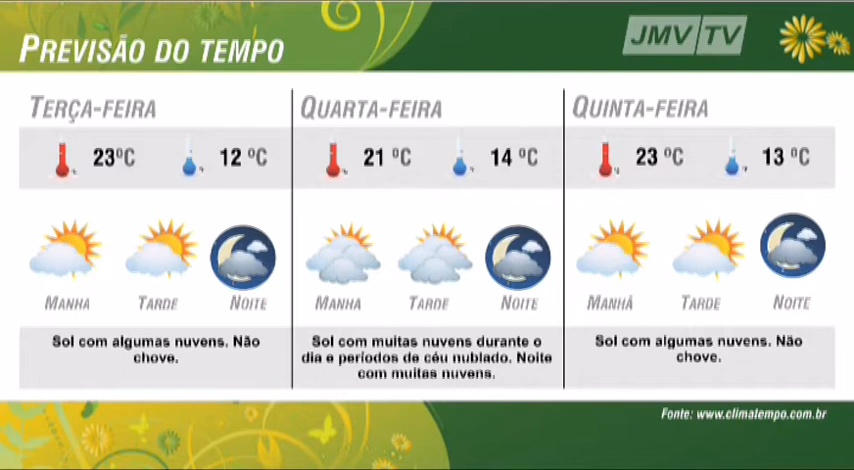 PREVISÃO DO TEMPO
JMV TV
TERÇA-FEIRA
23ºC
12 ºC
MANHA
TARDE
NOITE
Sol com algumas nuvens. Não
chove.
QUARTA-FEIRA
21 ºC
14 ºC
MANHA
TARDE
NOITE
Sol com muitas nuvens durante o
dia e períodos de céu nublado. Noite
com muitas nuvens.
QUINTA-FEIRA
23 ºC
13 ºC
MANHÃ
TARDE
NOITE
Sol com algumas nuvens. Não
chove.
Fonte: www.climatempo.com.br